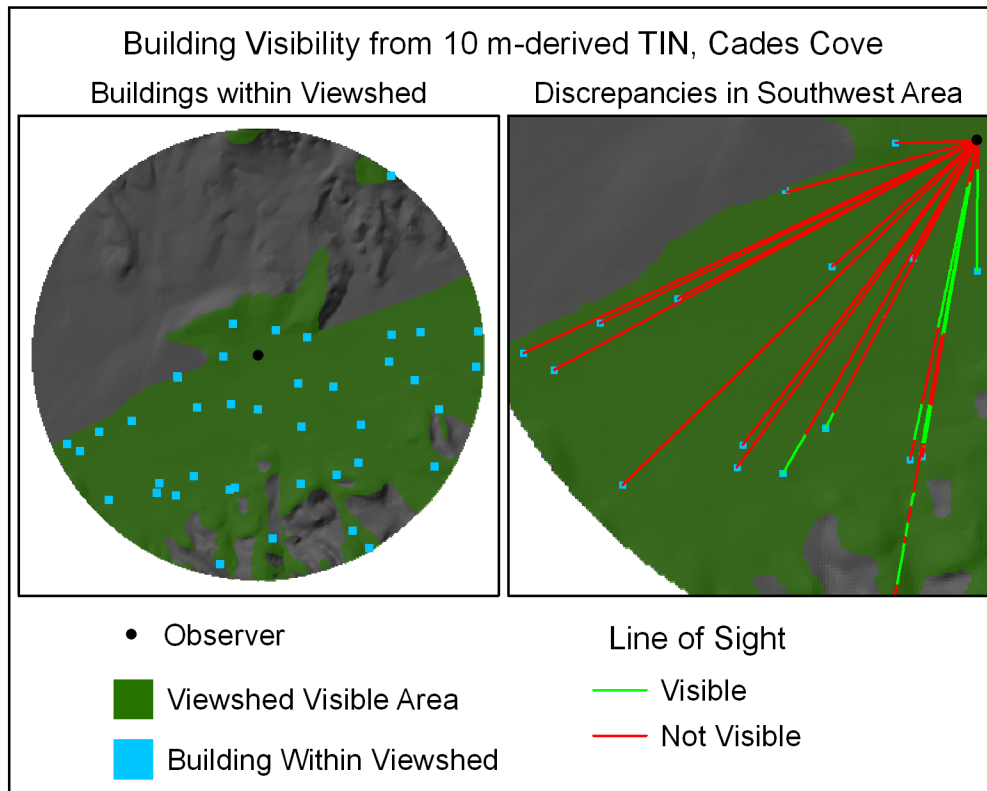 Building Visibility from 10 m-derived TIN, Cades Cove
Buildings within Viewshed
Discrepancies in Southwest Area
Observer
Viewshed Visible Area
Building Within Viewshed
Line of Sight
Visible
Not Visible